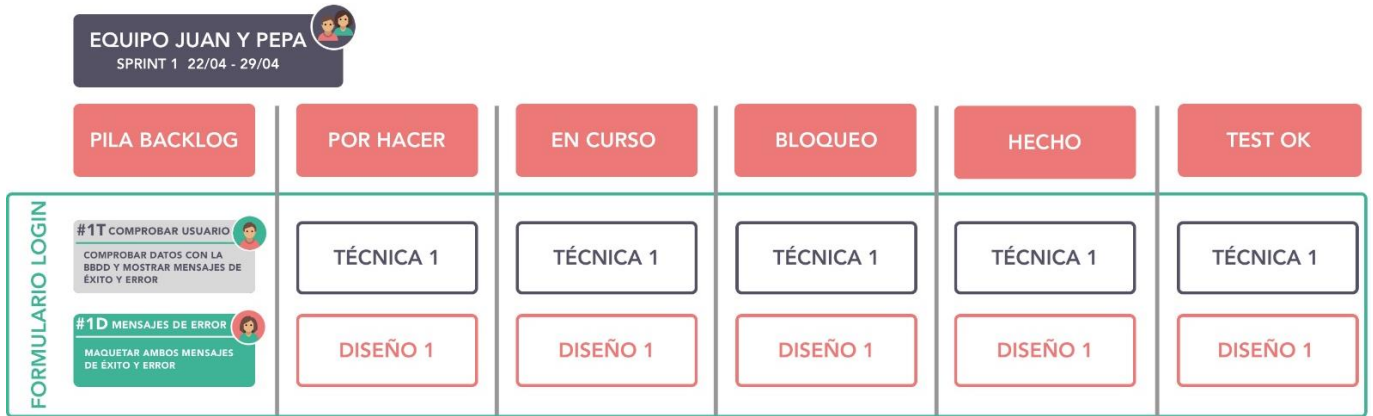 EQUIPO JUAN Y PEPA
SPRINT 1 22/04 - 29/04
PILA BACKLOG
POR HACER
EN CURSO
BLOQUEO
HECHO
TEST OK
FORMULARIO LOGIN
#1T COMPROBAR USUARIO
COMPROBAR DATOS CON LA
BBDD Y MOSTRAR MENSAJES DE
ÉXITO Y ERROR
TÉCNICA 1
TÉCNICA 1
TÉCNICA 1
TÉCNICA 1
TÉCNICA 1
#1D MENSAJES DE ERROR
MAQUETAR AMBOS MENSAJES
DE ÉXITO Y ERROR
DISEÑO 1
DISEÑO 1
DISEÑO 1
DISEÑO 1
DISEÑO 1